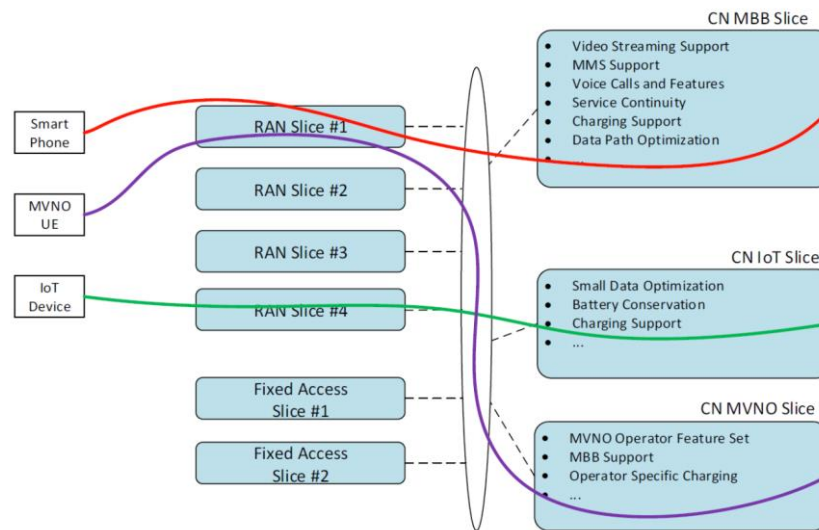 CN MBB Slice
Smart
Phone
MVNO
UE
IoT
Device
RAN Slice #1
RAN Slice #2
RAN Slice #3
RAN Slice #4
Fixed Access
Slice #1
Fixed Access
Slice #2
• Video Streaming Support
• MMS Support
• Voice Calls and Features
• Service Continuity
• Charging Support
• Data Path Optimization
• ...
CN IoT Slice
• Small Data Optimization
• Battery Conservation
• Charging Support
• ...
CN MVNO Slice
• MVNO Operator Feature Set
• MBB Support
• Operator Specific Charging
• ...